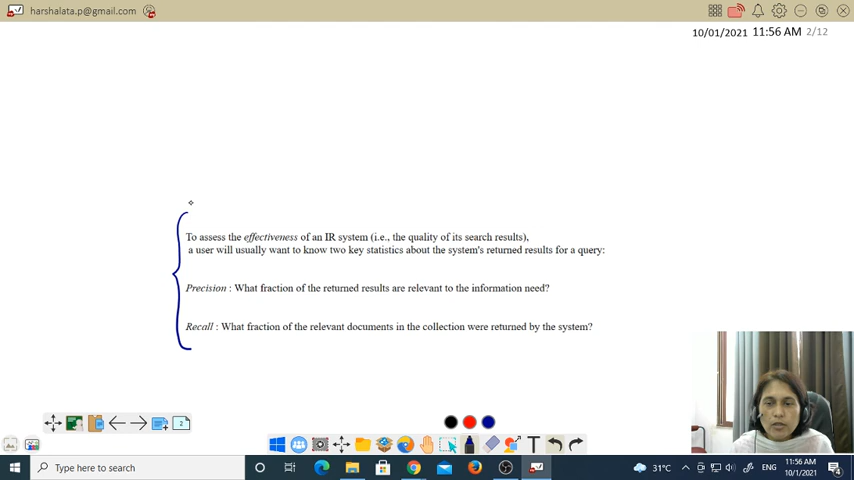 harshalata.p@gmail.com
10/01/2021 11:56 AM 2/12
To assess the effectiveness of an IR system (i.e., the quality of its search results),
a user will usually want to know two key statistics about the system's returned results for a query:
Precision : What fraction of the returned results are relevant to the information need?
Recall : What fraction of the relevant documents in the collection were returned by the system?
2
T
Type here to search
31°C
ENG
11:56 AM
10/1/2021
4